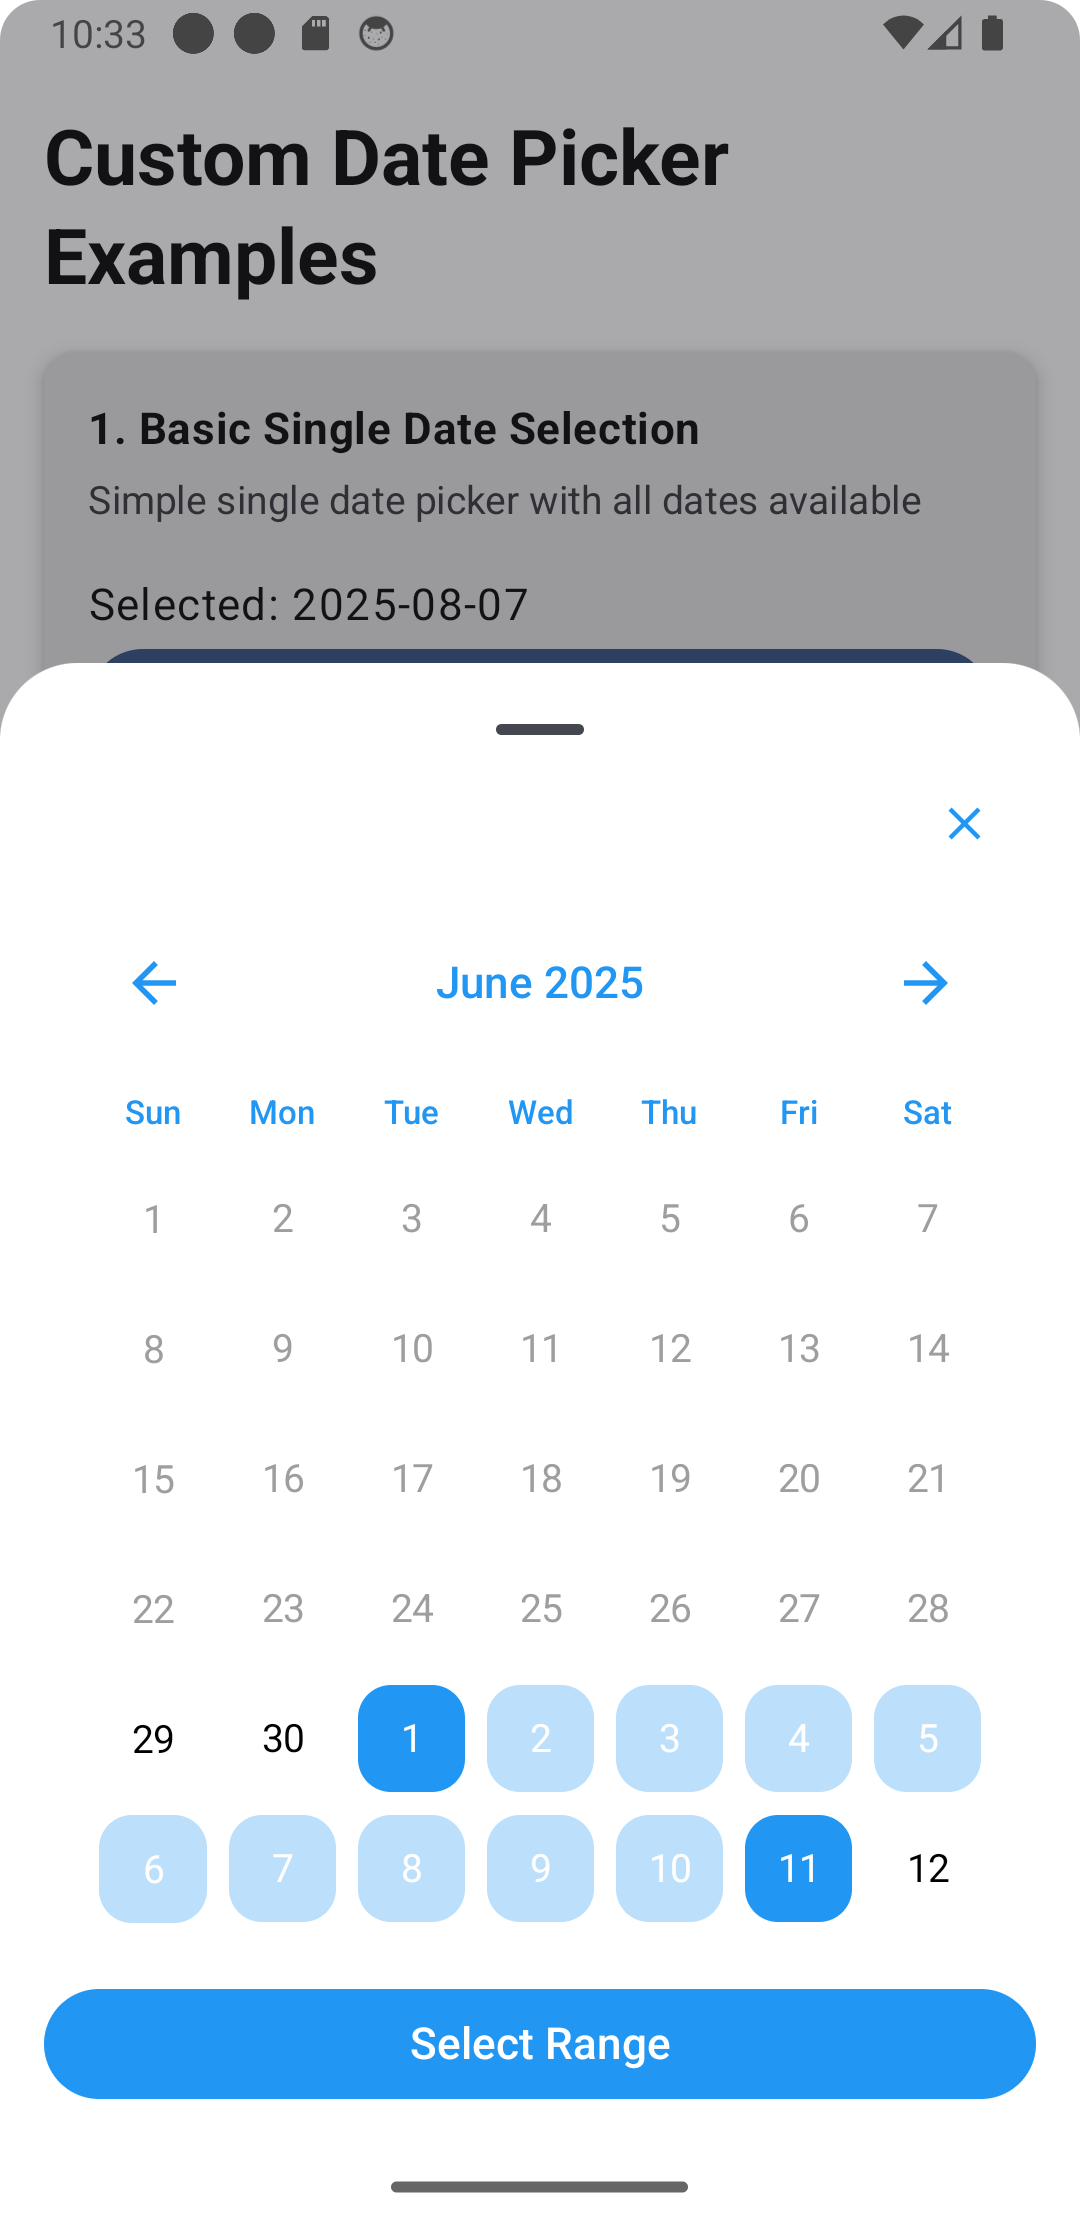 10:33
Custom Date Picker
Examples
1. Basic Single Date Selection
Simple single date picker with all dates available
Selected: 2025-08-07
June 2025
Sun Mon Tue Wed Thu Fri Sat
1 2 3 4 5 6 7
8 9 10 11 12 13 14
15 16 17 18 19 20 21
22 23 24 25 26 27 28
29 30 1 2 3 4 5
6 7 8 9 10 11 12
Select Range